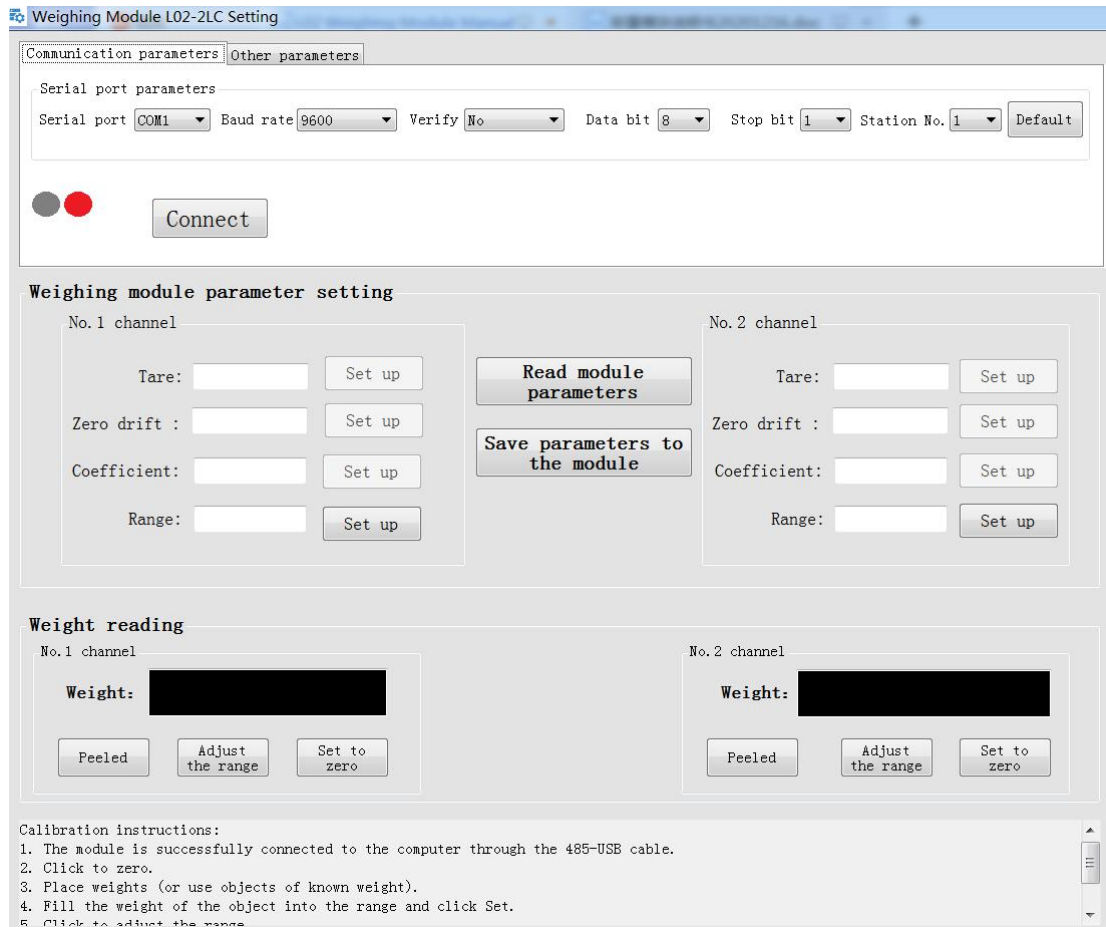 Weighing Module L02-2LC Setting
Communication parameters Other parameters
Serial port parameters
Serial port COM1 Baud rate 9600 Verify No Data bit 8 Stop bit 1 Station No. 1 Default
Connect
Weighing module parameter setting
No.1 channel No.2 channel
Tare: Set up Read module parameters Tare: Set up
Zero drift : Set up Zero drift : Set up
Save parameters to the module
Coefficient: Set up Coefficient: Set up
Range: Set up Range: Set up
Weight reading
No.1 channel No.2 channel
Weight: Weight:
Peeled Adjust the range Set to zero Peeled Adjust the range Set to zero
Calibration instructions:
1. The module is successfully connected to the computer through the 485-USB cable.
2. Click to zero.
3. Place weights (or use objects of known weight).
4. Fill the weight of the object into the range and click Set.
5. Click to adjust the range